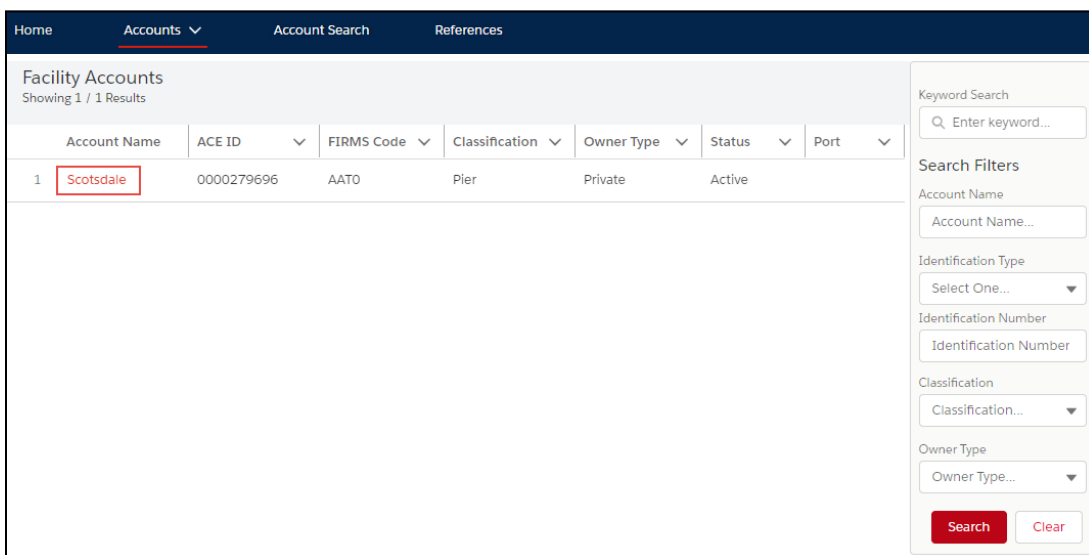 Home Accounts Account Search References
Facility Accounts
Showing 1 / 1 Results
Account Name ACE ID FIRMS Code Classification Owner Type Status Port
1 Scotsdale 0000279696 AAT0 Pier Private Active
Keyword Search
Enter keyword...
Search Filters
Account Name
Account Name...
Identification Type
Select One...
Identification Number
Identification Number
Classification
Classification...
Owner Type
Owner Type...
Search Clear